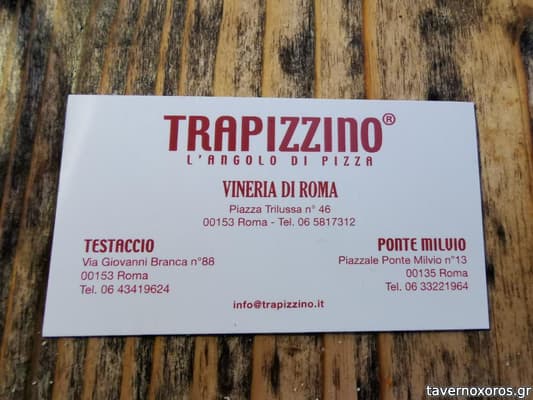 TRAPIZZINO®
L'ANGOLO DI PIZZA
VINERIA DI ROMA
Piazza Trilussa n° 46
00153 Roma - Tel. 06 5817312
TESTACCIO
Via Giovanni Branca n°88
00153 Roma
Tel. 06 43419624
PONTE MILVIO
Piazzale Ponte Milvio n°13
00135 Roma
Tel. 06 33221964
info@trapizzino.it
tavernoxoros.gr